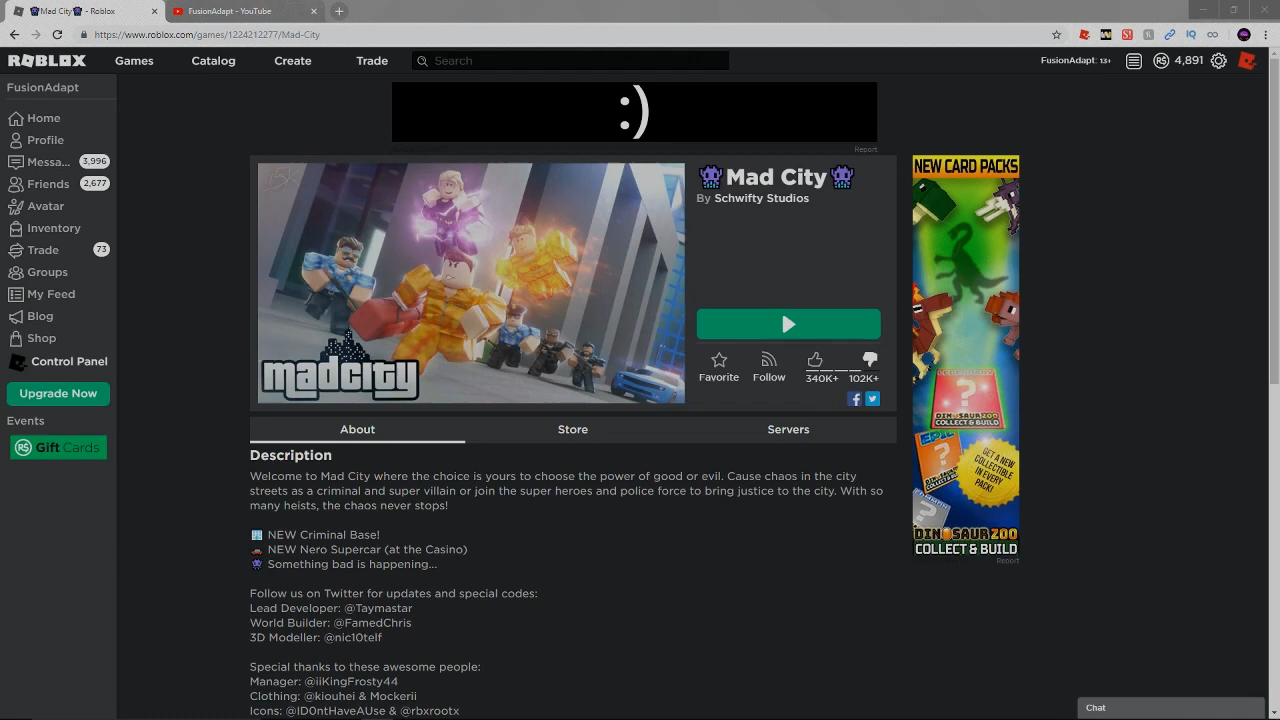 Mad City - Roblox
FusionAdapt - YouTube
https://www.roblox.com/games/1224212277/Mad-City
ROBLOX
Games
Catalog
Create
Trade
Search
FusionAdapt: 13+
4,891
FusionAdapt
Home
Profile
Messa... 3,996
Friends 2,677
Avatar
Inventory
Trade 73
Groups
My Feed
Blog
Shop
Control Panel
Upgrade Now
Events
Gift Cards
:)
Report
madcity
Mad City
By Schwifty Studios
Favorite
Follow
340K+
102K+
About
Store
Servers
Description
Welcome to Mad City where the choice is yours to choose the power of good or evil. Cause chaos in the city
streets as a criminal and super villain or join the super heroes and police force to bring justice to the city. With so
many heists, the chaos never stops!
NEW Criminal Base!
NEW Nero Supercar (at the Casino)
Something bad is happening...
Follow us on Twitter for updates and special codes:
Lead Developer: @Taymastar
World Builder: @FamedChris
3D Modeller: @nic10telf
Special thanks to these awesome people:
Manager: @iiKingFrosty44
Clothing: @kiouhei & Mockerii
Icons: @ID0ntHaveAUse & @rbxrootx
NEW CARD PACKS
LEGENDARY
?
DINOSAUR ZOO
COLLECT & BUILD
EPIC
?
COMMON
?
GET A NEW
COLLECTIBLE
IN EVERY
PACK!
DINOSAUR ZOO
COLLECT & BUILD
Report
Chat